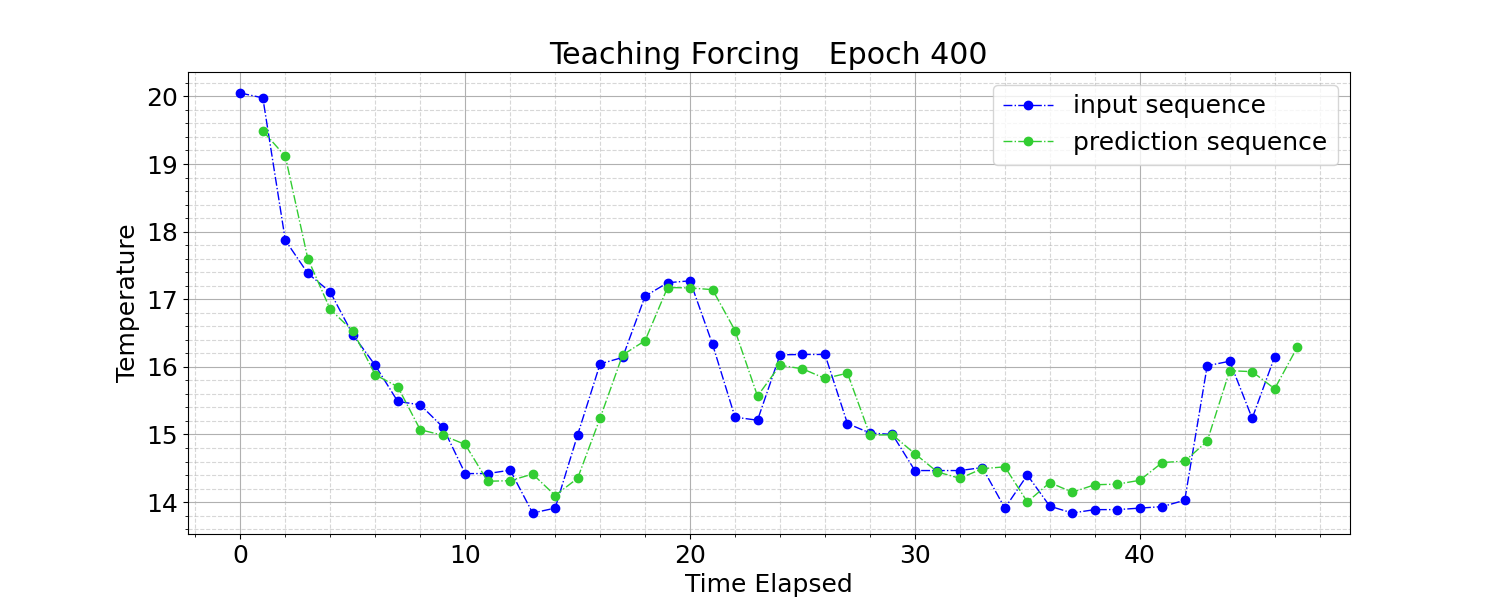 Teaching Forcing   Epoch 400
input sequence
prediction sequence
Temperature
20
19
18
17
16
15
14
0 10 20 30 40
Time Elapsed